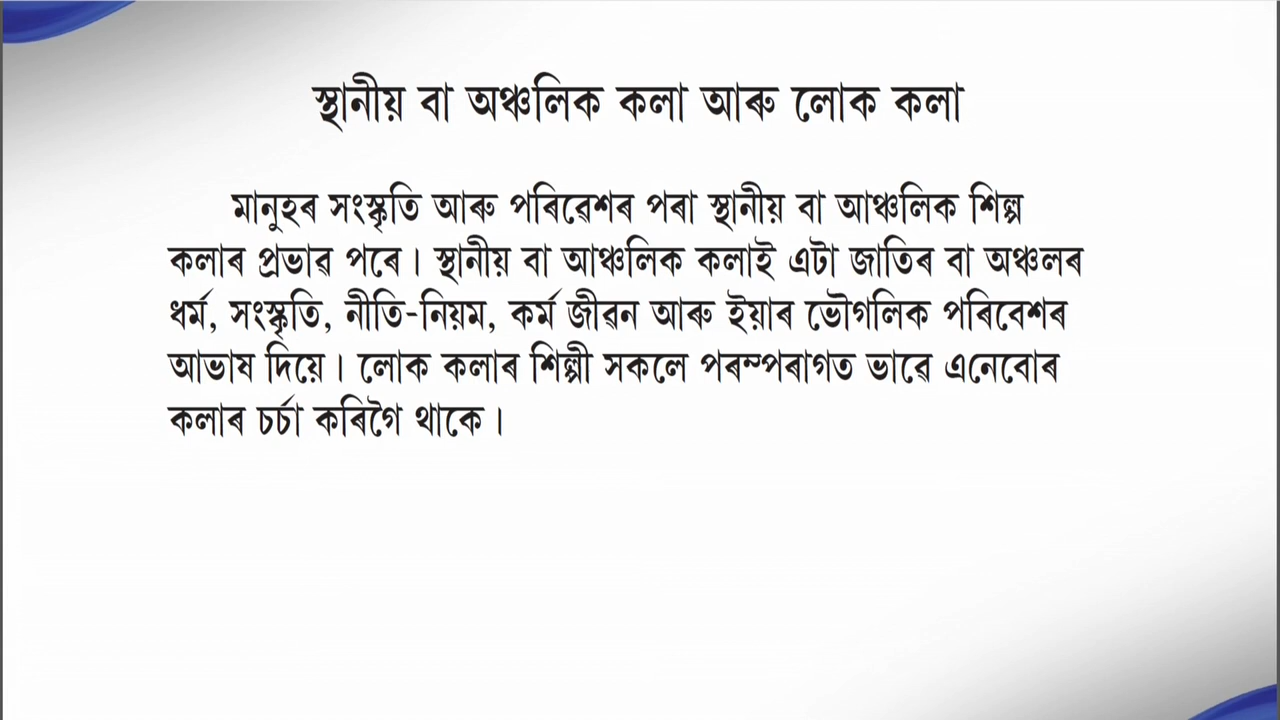 স্থানীয় বা অঞ্চলিক কলা আৰু লোক কলা
মানুহৰ সংস্কৃতি আৰু পৰিৱেশৰ পৰা স্থানীয় বা আঞ্চলিক শিল্প
কলাৰ প্ৰভাৱ পৰে। স্থানীয় বা আঞ্চলিক কলাই এটা জাতিৰ বা অঞ্চলৰ
ধৰ্ম, সংস্কৃতি, নীতি-নিয়ম, কৰ্ম জীৱন আৰু ইয়াৰ ভৌগলিক পৰিবেশৰ
আভাষ দিয়ে। লোক কলাৰ শিল্পী সকলে পৰম্পৰাগত ভাৱে এনেবোৰ
কলাৰ চৰ্চা কৰিগৈ থাকে।